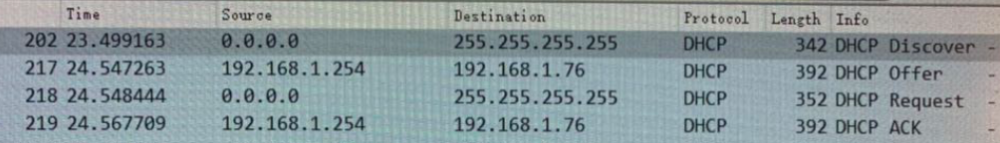 Time Source Destination Protocol Length Info
202 23.499163 0.0.0.0 255.255.255.255 DHCP 342 DHCP Discover -
217 24.547263 192.168.1.254 192.168.1.76 DHCP 392 DHCP Offer -
218 24.548444 0.0.0.0 255.255.255.255 DHCP 352 DHCP Request -
219 24.567709 192.168.1.254 192.168.1.76 DHCP 392 DHCP ACK -